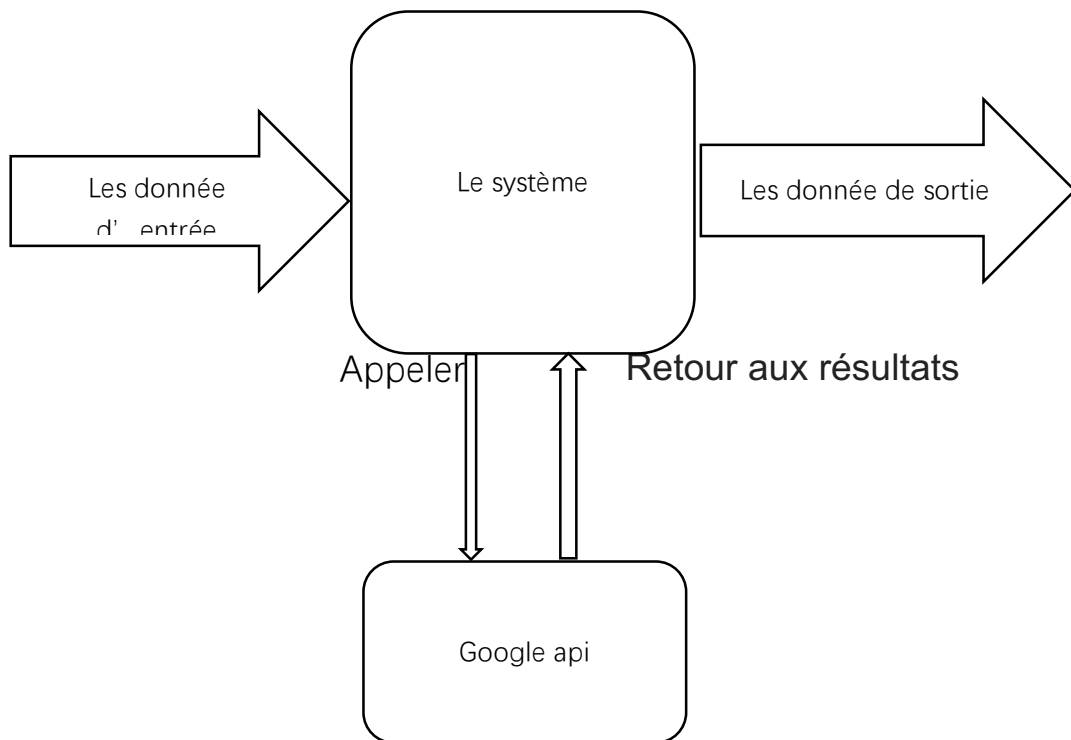 Les donnée
d' entrée
Le système
Les donnée de sortie
Appeler
Retour aux résultats
Google api